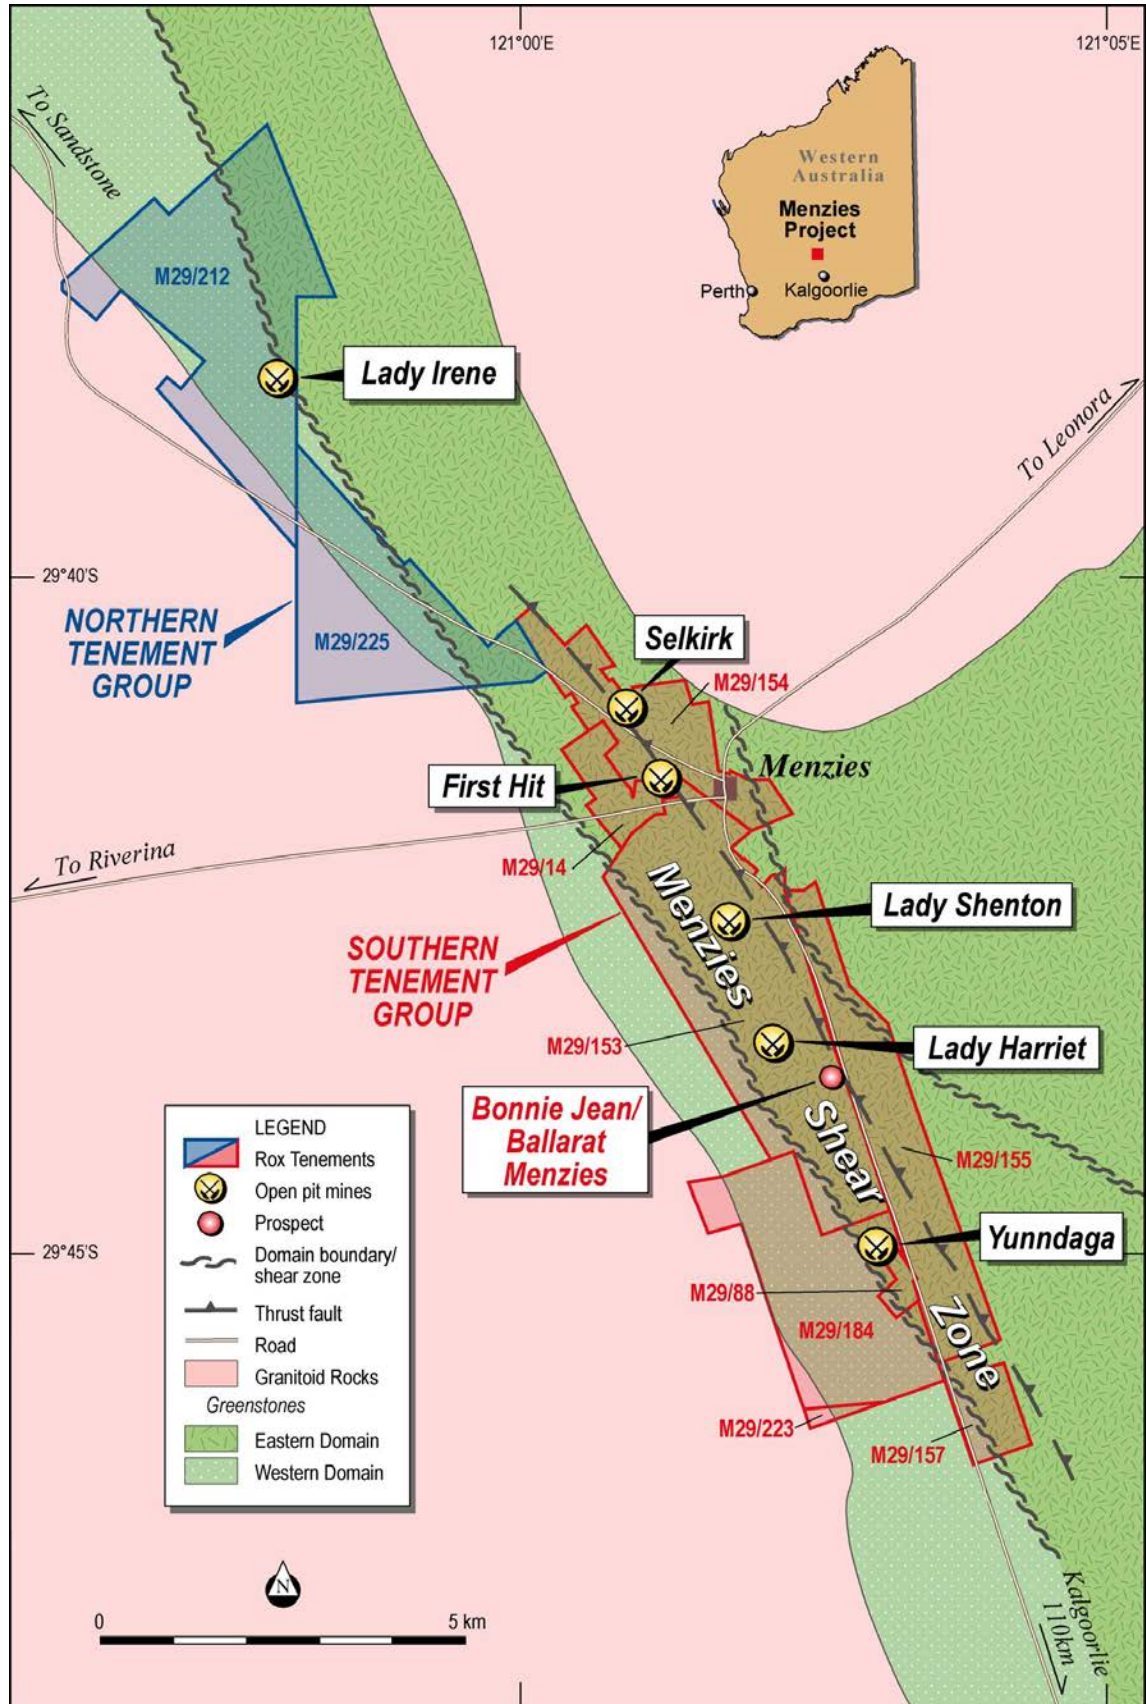 121°00'E
121°05'E
To Sandstone
Western
Australia
Menzies
Project
Perth
Kalgoorlie
M29/212
Lady Irene
To Leonora
29°40'S
NORTHERN
TENEMENT
GROUP
M29/225
Selkirk
M29/154
Menzies
First Hit
To Riverina
M29/14
Menzies
Shear
Zone
Lady Shenton
SOUTHERN
TENEMENT
GROUP
M29/153
Lady Harriet
Bonnie Jean/
Ballarat
Menzies
M29/155
29°45'S
Yunndaga
M29/88
M29/184
M29/223
M29/157
LEGEND
Rox Tenements
Open pit mines
Prospect
Domain boundary/
shear zone
Thrust fault
Road
Granitoid Rocks
Greenstones
Eastern Domain
Western Domain
N
0
5 km
Kalgoorlie
110km